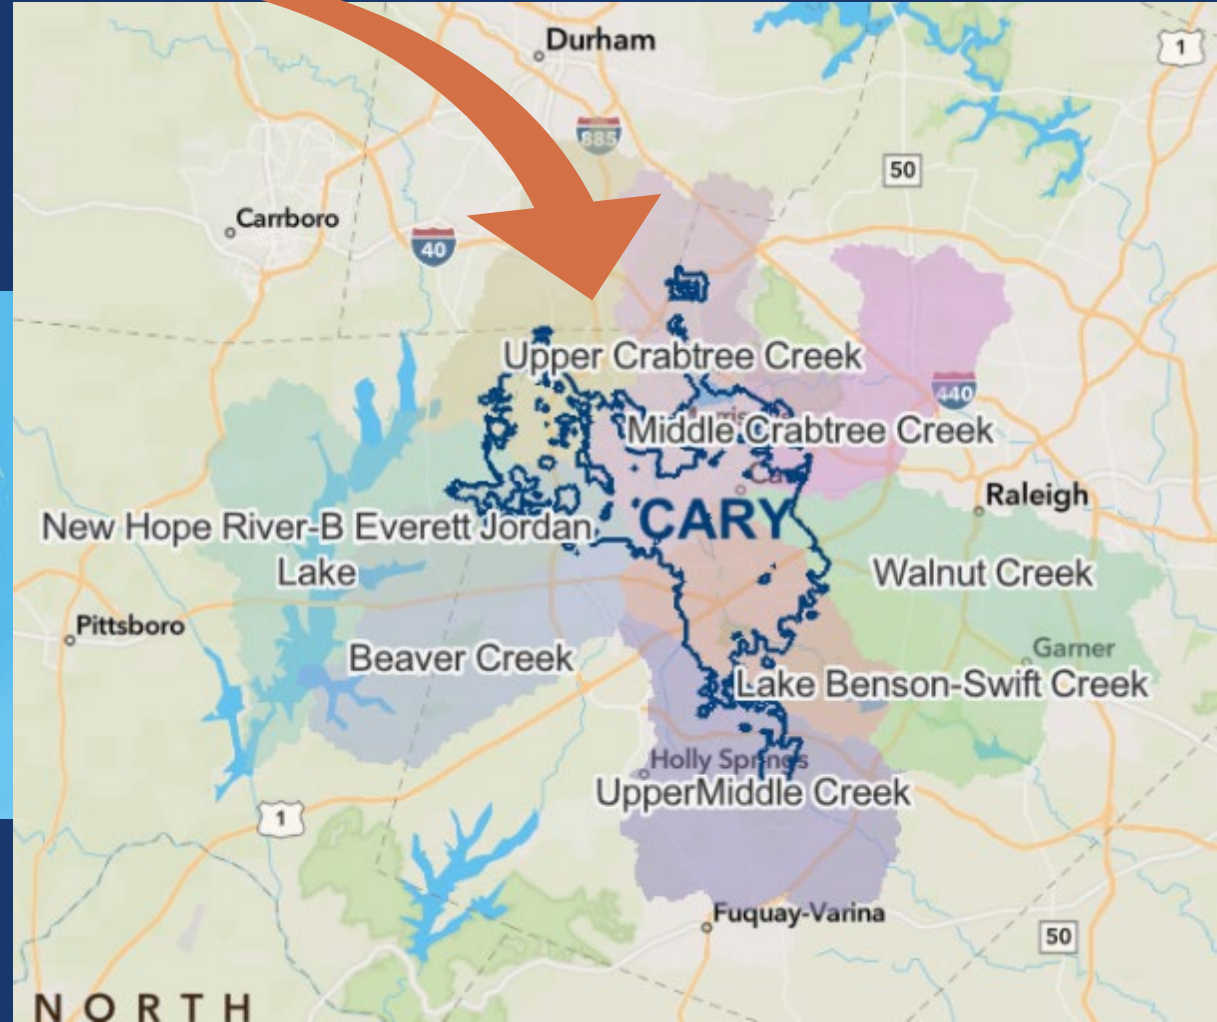 Durham
1
885
50
Carrboro
40
Upper Crabtree Creek
440
Middle Crabtree Creek
Raleigh
CARY
New Hope River-B Everett Jordan
Lake
Walnut Creek
Pittsboro
Garner
Beaver Creek
Lake Benson-Swift Creek
Holly Springs
UpperMiddle Creek
1
Fuquay-Varina
50
NORTH